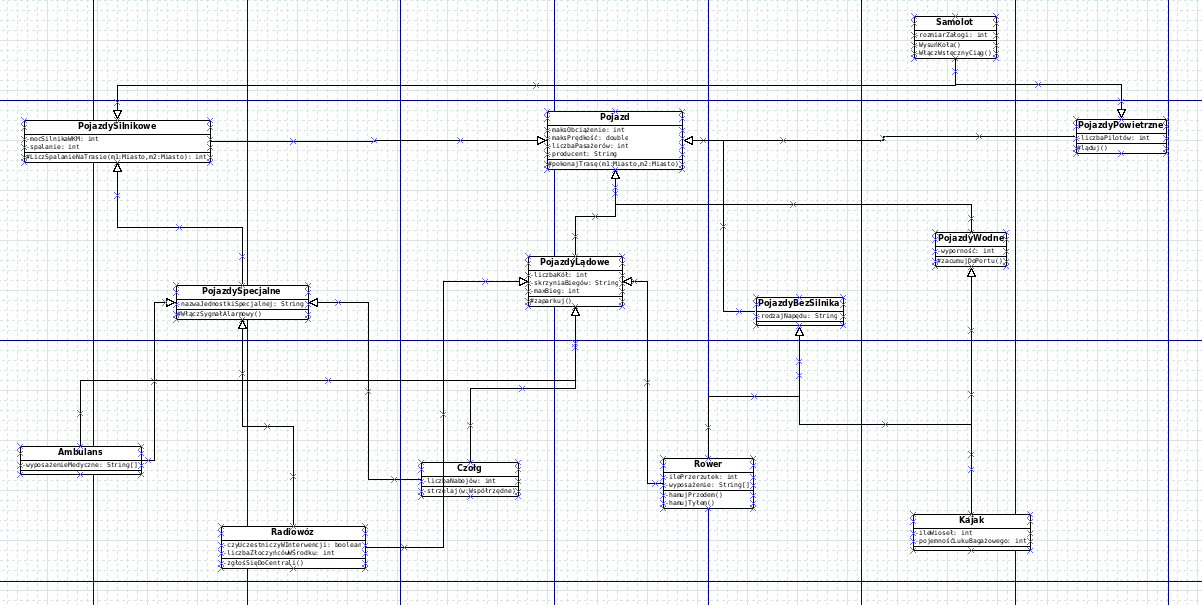 Samolot
-rozmiarZałogi: int
-WysuńKoła()
-WłączWstecznyCiąg()
Pojazd
-maksObciążenie: int
-maksPrędkość: double
-liczbaPasażerów: int
-producent: String
#pokonajTrasę(m1:Miasto,m2:Miasto)
PojazdySilnikowe
-mocSilnikaWKM: int
-spalanie: int
#LiczSpalanieNaTrasie(m1:Miasto,m2:Miasto): int
PojazdyPowietrzne
-liczbaPilotów: int
#ląduj()
PojazdyWodne
-wyporność: int
#zacumujDoPortu()
PojazdyLądowe
-liczbaKół: int
-skrzyniaBiegów: String
-maxBieg: int
#zaparkuj()
PojazdySpecjalne
-nazwaJednostkiSpecjalnej: String
#WłączSygnałAlarmowy()
PojazdyBezSilnika
-rodzajNapędu: String
Ambulans
-wyposażenieMedyczne: String[]
Czołg
-liczbaNabojów: int
-strzelaj(w:Współrzędne)
Rower
-ilePrzerzutek: int
-wyposażenie: String[]
-hamujPrzodem()
-hamujTyłem()
Kajak
-ileWioseł: int
-pojemnośćLukuBagażowego: int
Radiowóz
-czyUczestniczyWInterwencji: boolean
-liczbaZłoczyńcówWŚrodku: int
-zgłośSięDoCentrali()